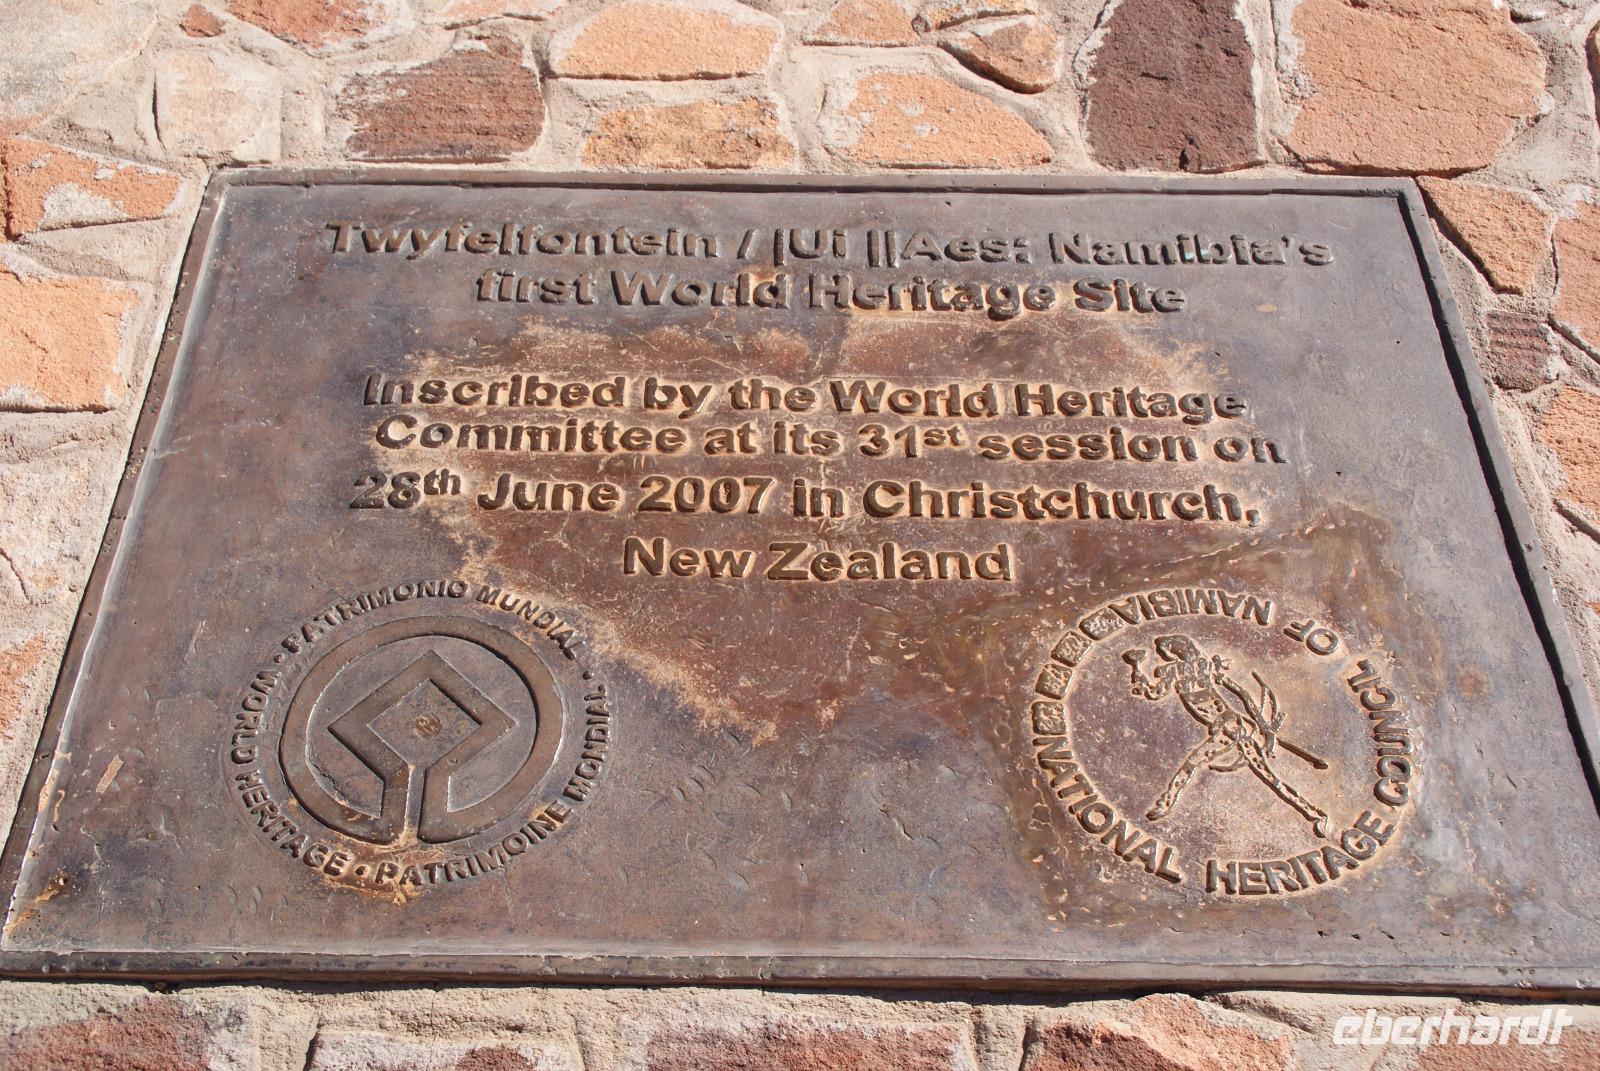 Twyfelfontein / |Ui ||Aes: Namibia's
first World Heritage Site
Inscribed by the World Heritage
Committee at its 31st session on
28th June 2007 in Christchurch,
New Zealand
WORLD HERITAGE • PATRIMOINE MONDIAL • PATRIMONIO MUNDIAL •
NATIONAL HERITAGE COUNCIL OF NAMIBIA
eberhardt